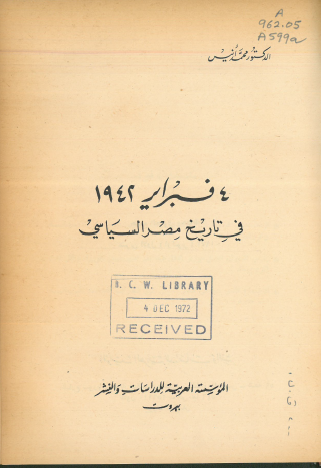 A
962.05
A599a
الدكتور محمد أنيس
٤ فبراير ١٩٤٢
في تاريخ مصر السياسي
B. C. W. LIBRARY
4 DEC 1972
RECEIVED
المؤسسة العربية للدراسات والنشر
بيروت